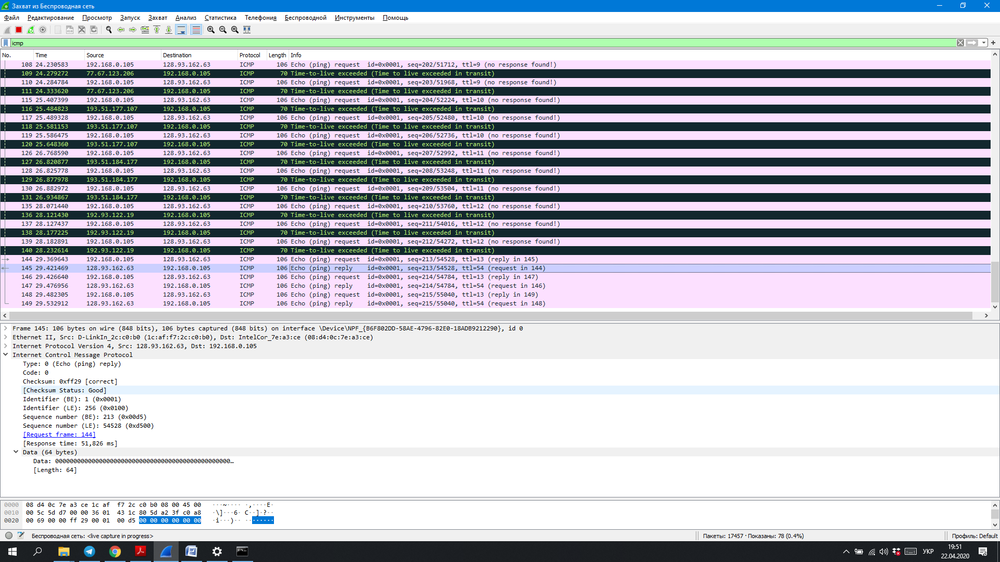 Захват из Беспроводная сеть
Файл Редактирование Просмотр Запуск Захват Анализ Статистика Телефония Беспроводной Инструменты Помощь
icmp
No. Time Source Destination Protocol Length Info
108 24.230583 192.168.0.105 128.93.162.63 ICMP 106 Echo (ping) request id=0x0001, seq=202/51712, ttl=9 (no response found!)
109 24.279272 77.67.123.206 192.168.0.105 ICMP 70 Time-to-live exceeded (Time to live exceeded in transit)
110 24.284784 192.168.0.105 128.93.162.63 ICMP 106 Echo (ping) request id=0x0001, seq=203/51968, ttl=9 (no response found!)
111 24.333620 77.67.123.206 192.168.0.105 ICMP 70 Time-to-live exceeded (Time to live exceeded in transit)
115 25.407399 192.168.0.105 128.93.162.63 ICMP 106 Echo (ping) request id=0x0001, seq=204/52224, ttl=10 (no response found!)
116 25.484823 193.51.177.107 192.168.0.105 ICMP 70 Time-to-live exceeded (Time to live exceeded in transit)
117 25.489328 192.168.0.105 128.93.162.63 ICMP 106 Echo (ping) request id=0x0001, seq=205/52480, ttl=10 (no response found!)
118 25.581153 193.51.177.107 192.168.0.105 ICMP 70 Time-to-live exceeded (Time to live exceeded in transit)
119 25.586475 192.168.0.105 128.93.162.63 ICMP 106 Echo (ping) request id=0x0001, seq=206/52736, ttl=10 (no response found!)
120 25.648360 193.51.177.107 192.168.0.105 ICMP 70 Time-to-live exceeded (Time to live exceeded in transit)
126 26.768590 192.168.0.105 128.93.162.63 ICMP 106 Echo (ping) request id=0x0001, seq=207/52992, ttl=11 (no response found!)
127 26.820877 193.51.184.177 192.168.0.105 ICMP 70 Time-to-live exceeded (Time to live exceeded in transit)
128 26.825778 192.168.0.105 128.93.162.63 ICMP 106 Echo (ping) request id=0x0001, seq=208/53248, ttl=11 (no response found!)
129 26.877978 193.51.184.177 192.168.0.105 ICMP 70 Time-to-live exceeded (Time to live exceeded in transit)
130 26.882972 192.168.0.105 128.93.162.63 ICMP 106 Echo (ping) request id=0x0001, seq=209/53504, ttl=11 (no response found!)
131 26.934867 193.51.184.177 192.168.0.105 ICMP 70 Time-to-live exceeded (Time to live exceeded in transit)
135 28.071440 192.168.0.105 128.93.162.63 ICMP 106 Echo (ping) request id=0x0001, seq=210/53760, ttl=12 (no response found!)
136 28.121430 192.93.122.19 192.168.0.105 ICMP 70 Time-to-live exceeded (Time to live exceeded in transit)
137 28.127437 192.168.0.105 128.93.162.63 ICMP 106 Echo (ping) request id=0x0001, seq=211/54016, ttl=12 (no response found!)
138 28.177225 192.93.122.19 192.168.0.105 ICMP 70 Time-to-live exceeded (Time to live exceeded in transit)
139 28.182891 192.168.0.105 128.93.162.63 ICMP 106 Echo (ping) request id=0x0001, seq=212/54272, ttl=12 (no response found!)
140 28.232614 192.93.122.19 192.168.0.105 ICMP 70 Time-to-live exceeded (Time to live exceeded in transit)
144 29.369643 192.168.0.105 128.93.162.63 ICMP 106 Echo (ping) request id=0x0001, seq=213/54528, ttl=13 (reply in 145)
145 29.421469 128.93.162.63 192.168.0.105 ICMP 106 Echo (ping) reply id=0x0001, seq=213/54528, ttl=54 (request in 144)
146 29.426640 192.168.0.105 128.93.162.63 ICMP 106 Echo (ping) request id=0x0001, seq=214/54784, ttl=13 (reply in 147)
147 29.476956 128.93.162.63 192.168.0.105 ICMP 106 Echo (ping) reply id=0x0001, seq=214/54784, ttl=54 (request in 146)
148 29.482305 192.168.0.105 128.93.162.63 ICMP 106 Echo (ping) request id=0x0001, seq=215/55040, ttl=13 (reply in 149)
149 29.532912 128.93.162.63 192.168.0.105 ICMP 106 Echo (ping) reply id=0x0001, seq=215/55040, ttl=54 (request in 148)
Frame 145: 106 bytes on wire (848 bits), 106 bytes captured (848 bits) on interface \Device\NPF_{B6F802DD-58AE-4796-82E0-18ADB9212290}, id 0
Ethernet II, Src: D-LinkIn_2c:c0:b0 (1c:af:f7:2c:c0:b0), Dst: IntelCor_7e:a3:ce (08:d4:0c:7e:a3:ce)
Internet Protocol Version 4, Src: 128.93.162.63, Dst: 192.168.0.105
Internet Control Message Protocol
Type: 0 (Echo (ping) reply)
Code: 0
Checksum: 0xff29 [correct]
[Checksum Status: Good]
Identifier (BE): 1 (0x0001)
Identifier (LE): 256 (0x0100)
Sequence number (BE): 213 (0x00d5)
Sequence number (LE): 54528 (0xd500)
[Request frame: 144]
[Response time: 51,826 ms]
Data (64 bytes)
Data: 000000000000000000000000000000000000000000000000…
[Length: 64]
0000 08 d4 0c 7e a3 ce 1c af f7 2c c0 b0 08 00 45 00 ···~···· ·,····E·
0010 00 5c 5d d7 00 00 36 01 43 1c 80 5d a2 3f c0 a8 ·\]···6· C··]·?··
0020 00 69 00 00 ff 29 00 01 00 d5 00 00 00 00 00 00 ·i···)·· ········
Беспроводная сеть: <live capture in progress> Пакеты: 17457 · Показаны: 78 (0.4%) Профиль: Default
УКР 19:51
22.04.2020